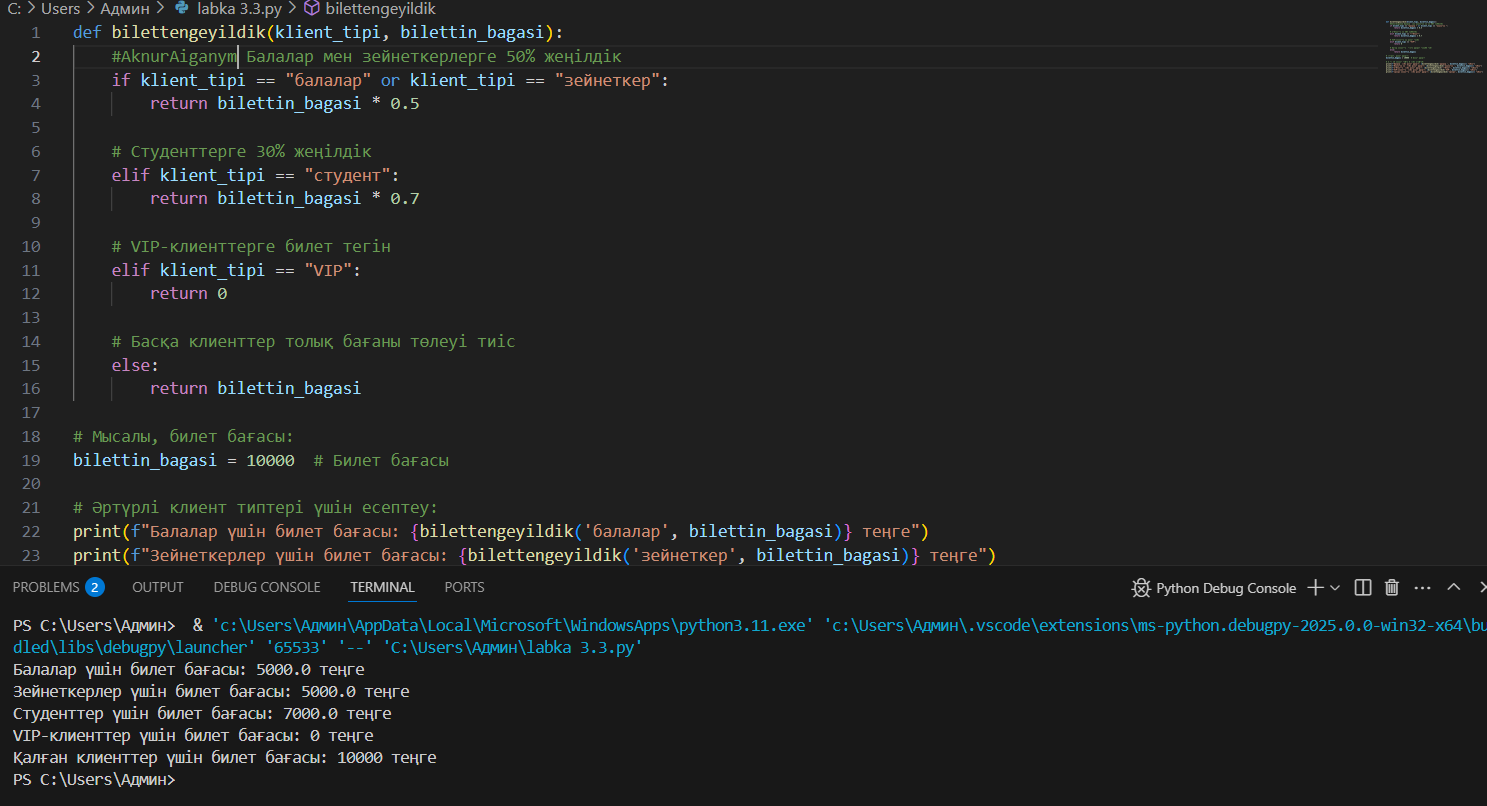 C: > Users > Админ > labka 3.3.py > bilettengeyildik
1 def bilettengeyildik(klient_tipi, bilettin_bagasi):
2     #AknurAiganym Балалар мен зейнеткерлерге 50% жеңілдік
3     if klient_tipi == "балалар" or klient_tipi == "зейнеткер":
4         return bilettin_bagasi * 0.5
5
6     # Студенттерге 30% жеңілдік
7     elif klient_tipi == "студент":
8         return bilettin_bagasi * 0.7
9
10     # VIP-клиенттерге билет тегін
11     elif klient_tipi == "VIP":
12         return 0
13
14     # Басқа клиенттер толық бағаны төлеуі тиіс
15     else:
16         return bilettin_bagasi
17
18 # Мысалы, билет бағасы:
19 bilettin_bagasi = 10000  # Билет бағасы
20
21 # Әртүрлі клиент типтері үшін есептеу:
22 print(f"Балалар үшін билет бағасы: {bilettengeyildik('балалар', bilettin_bagasi)} теңге")
23 print(f"Зейнеткерлер үшін билет бағасы: {bilettengeyildik('зейнеткер', bilettin_bagasi)} теңге")
PROBLEMS 2 OUTPUT DEBUG CONSOLE TERMINAL PORTS Python Debug Console
PS C:\Users\Админ>  & 'c:\Users\Админ\AppData\Local\Microsoft\WindowsApps\python3.11.exe' 'c:\Users\Админ\.vscode\extensions\ms-python.debugpy-2025.0.0-win32-x64\bu
dled\libs\debugpy\launcher' '65533' '--' 'C:\Users\Админ\labka 3.3.py'
Балалар үшін билет бағасы: 5000.0 теңге
Зейнеткерлер үшін билет бағасы: 5000.0 теңге
Студенттер үшін билет бағасы: 7000.0 теңге
VIP-клиенттер үшін билет бағасы: 0 теңге
Қалған клиенттер үшін билет бағасы: 10000 теңге
PS C:\Users\Админ>